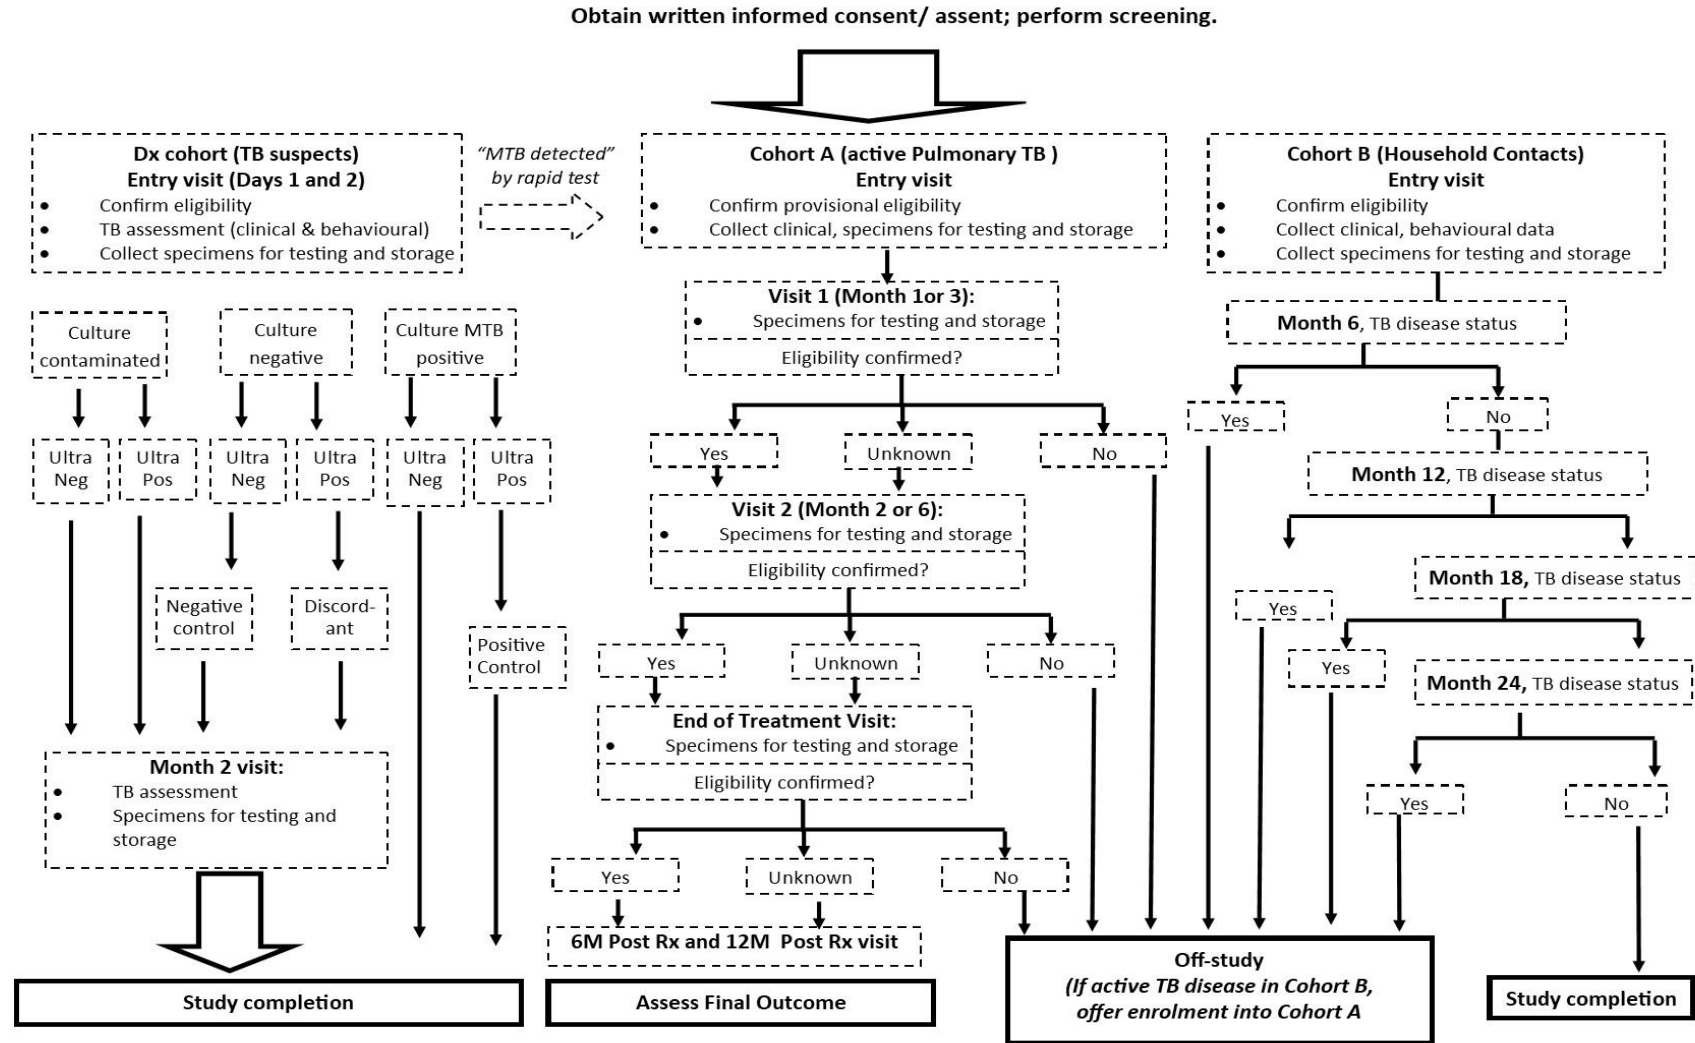 Obtain written informed consent/ assent; perform screening.
Dx cohort (TB suspects)
Entry visit (Days 1 and 2)
• Confirm eligibility
• TB assessment (clinical & behavioural)
• Collect specimens for testing and storage
“MTB detected”
by rapid test
Cohort A (active Pulmonary TB )
Entry visit
• Confirm provisional eligibility
• Collect clinical, specimens for testing and storage
Cohort B (Household Contacts)
Entry visit
• Confirm eligibility
• Collect clinical, behavioural data
• Collect specimens for testing and storage
Culture
contaminated
Culture
negative
Culture MTB
positive
Ultra
Neg
Ultra
Pos
Ultra
Neg
Ultra
Pos
Ultra
Neg
Ultra
Pos
Negative
control
Discord-
ant
Positive
Control
Month 2 visit:
• TB assessment
• Specimens for testing and
storage
Study completion
Visit 1 (Month 1or 3):
• Specimens for testing and storage
Eligibility confirmed?
Yes
Unknown
No
Visit 2 (Month 2 or 6):
• Specimens for testing and storage
Eligibility confirmed?
Yes
Unknown
No
End of Treatment Visit:
• Specimens for testing and storage
Eligibility confirmed?
Yes
Unknown
No
6M Post Rx and 12M Post Rx visit
Assess Final Outcome
Month 6, TB disease status
Yes
No
Month 12, TB disease status
Yes
Month 18, TB disease status
Yes
Month 24, TB disease status
Yes
No
Off-study
(If active TB disease in Cohort B,
offer enrolment into Cohort A
Study completion